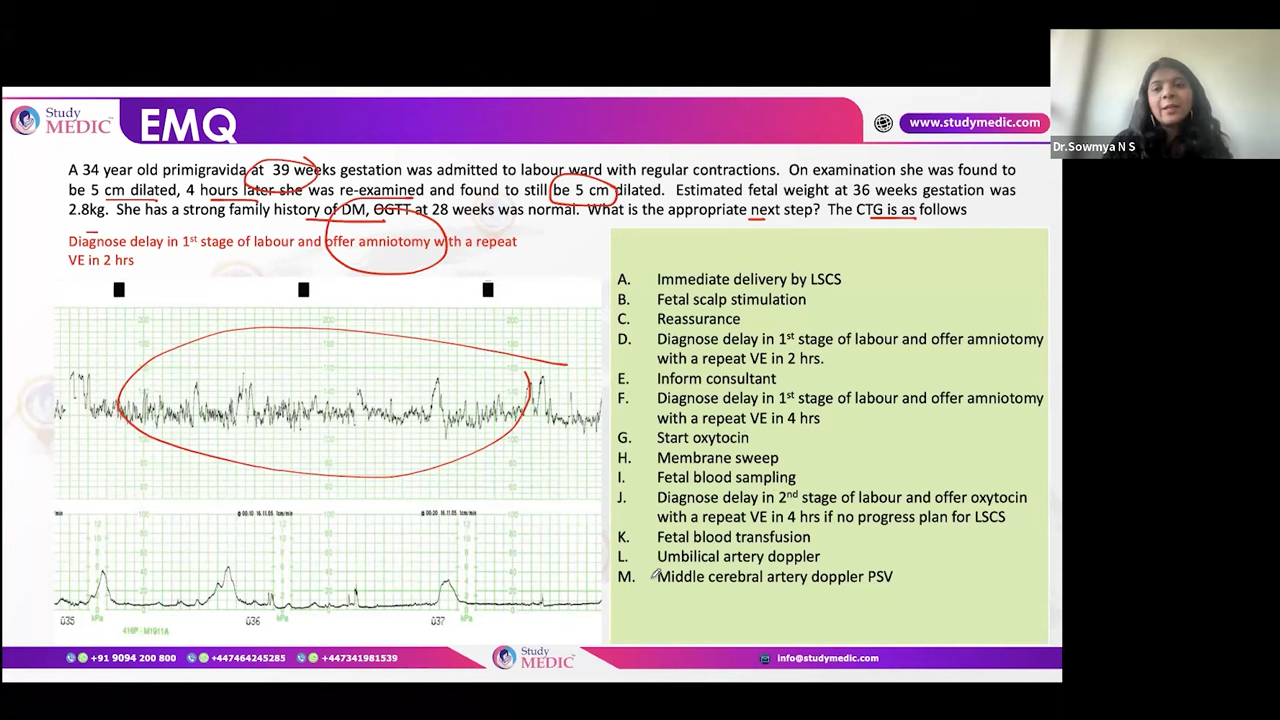 Study
MEDIC
EMQ
www.studymedic.com
Dr.Sowmya N S
A 34 year old primigravida at 39 weeks gestation was admitted to labour ward with regular contractions. On examination she was found to
be 5 cm dilated, 4 hours later she was re-examined and found to still be 5 cm dilated. Estimated fetal weight at 36 weeks gestation was
2.8kg. She has a strong family history of DM, OGTT at 28 weeks was normal. What is the appropriate next step? The CTG is as follows
Diagnose delay in 1st stage of labour and offer amniotomy with a repeat
VE in 2 hrs
A. Immediate delivery by LSCS
B. Fetal scalp stimulation
C. Reassurance
D. Diagnose delay in 1st stage of labour and offer amniotomy
with a repeat VE in 2 hrs.
E. Inform consultant
F. Diagnose delay in 1st stage of labour and offer amniotomy
with a repeat VE in 4 hrs
G. Start oxytocin
H. Membrane sweep
I. Fetal blood sampling
J. Diagnose delay in 2nd stage of labour and offer oxytocin
with a repeat VE in 4 hrs if no progress plan for LSCS
K. Fetal blood transfusion
L. Umbilical artery doppler
M. Middle cerebral artery doppler PSV
035 036 037
+91 9094 200 800 +447464245285 +447341981539
Study
MEDIC
info@studymedic.com